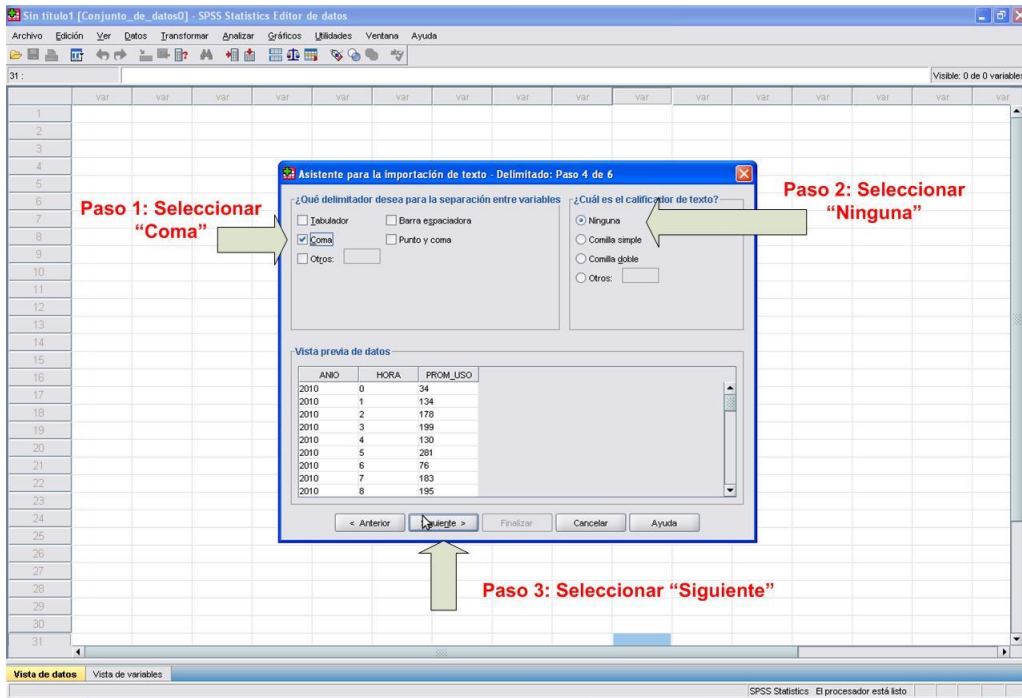 Sin título1 [Conjunto_de_datos0] - SPSS Statistics Editor de datos
Archivo Edición Ver Datos Transformar Analizar Gráficos Utilidades Ventana Ayuda
31 :
Visible: 0 de 0 variables
var var var var var var var var var var var var var var var var
1
2
3
4
5
6
7
8
9
10
11
12
13
14
15
16
17
18
19
20
21
22
23
24
25
26
27
28
29
30
31
Asistente para la importación de texto - Delimitado: Paso 4 de 6
¿Qué delimitador desea para la separación entre variables
Tabulador Barra espaciadora
Coma Punto y coma
Otros:
¿Cuál es el calificador de texto?
Ninguna
Comilla simple
Comilla doble
Otros:
Paso 1: Seleccionar
“Coma”
Paso 2: Seleccionar
“Ninguna”
Vista previa de datos
ANIO HORA PROM_USO
2010 0 34
2010 1 134
2010 2 178
2010 3 199
2010 4 130
2010 5 281
2010 6 76
2010 7 183
2010 8 195
< Anterior Siguiente > Finalizar Cancelar Ayuda
Paso 3: Seleccionar “Siguiente”
Vista de datos Vista de variables
SPSS Statistics El procesador está listo